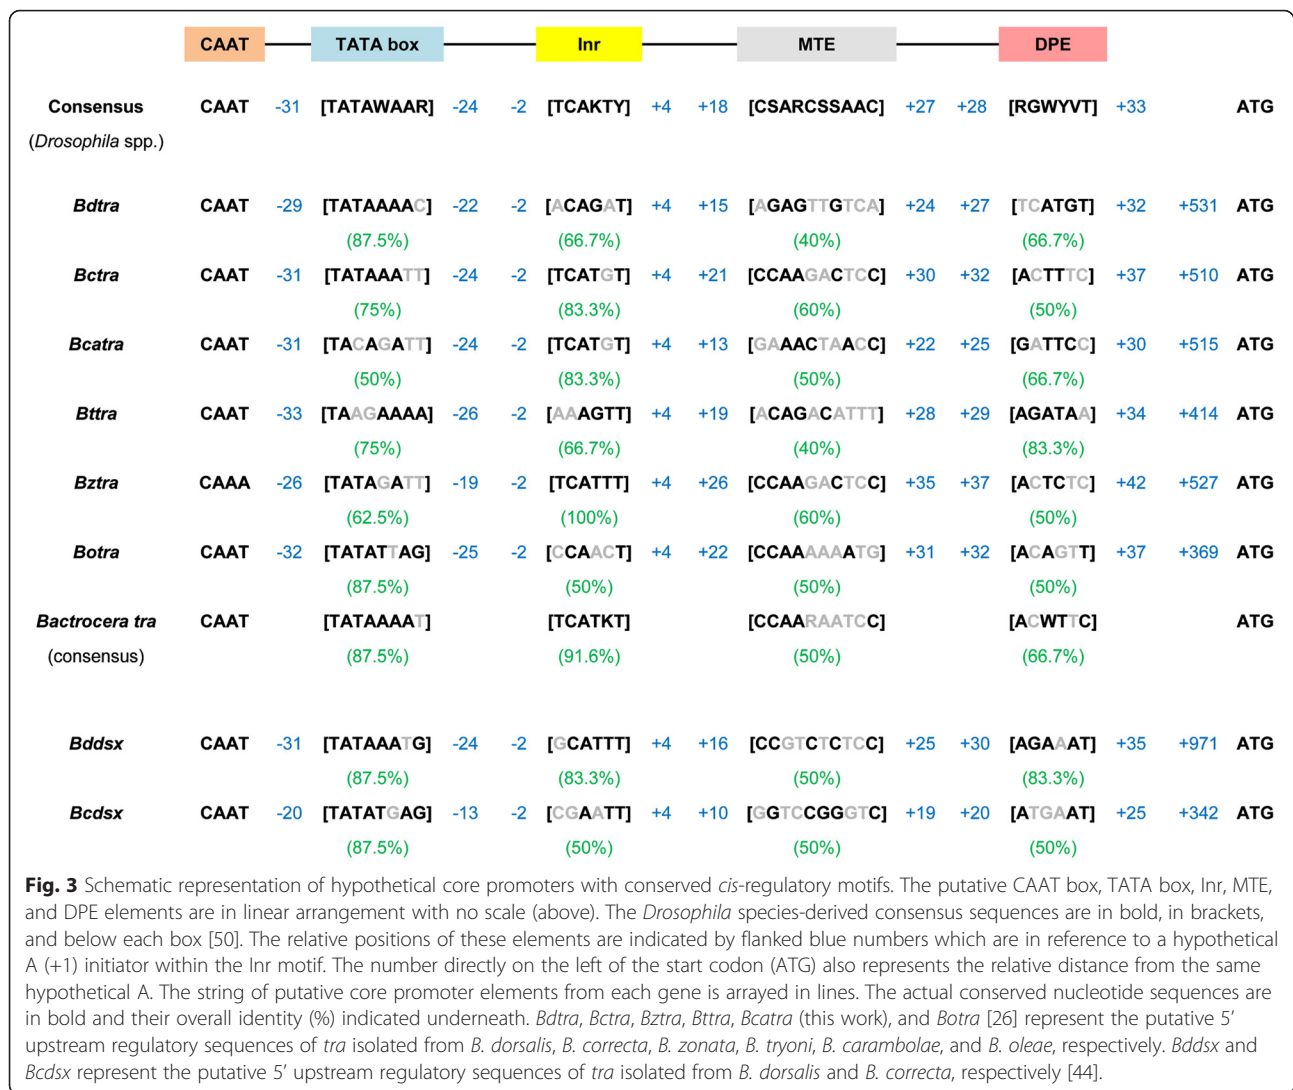 CAAT TATA box Inr MTE DPE
Consensus CAAT -31 [TATAWAAR] -24 -2 [TCAKTY] +4 +18 [CSARCSSAAC] +27 +28 [RGWYVT] +33 ATG
(Drosophila spp.)
Bdtra CAAT -29 [TATAAAAC] -22 -2 [ACAGAT] +4 +15 [AGAGTTGTCA] +24 +27 [TCATGT] +32 +531 ATG
(87.5%) (66.7%) (40%) (66.7%)
Bctra CAAT -31 [TATAAATT] -24 -2 [TCATGT] +4 +21 [CCAAGACTCC] +30 +32 [ACTTTC] +37 +510 ATG
(75%) (83.3%) (60%) (50%)
Bcatra CAAT -31 [TACAGATT] -24 -2 [TCATGT] +4 +13 [GAAACTAACC] +22 +25 [GATTCC] +30 +515 ATG
(50%) (83.3%) (50%) (66.7%)
Bttra CAAT -33 [TAAGAAAA] -26 -2 [AAAGTT] +4 +19 [ACAGACATTT] +28 +29 [AGATAA] +34 +414 ATG
(75%) (66.7%) (40%) (83.3%)
Bztra CAAA -26 [TATAGATT] -19 -2 [TCATTT] +4 +26 [CCAAGACTCC] +35 +37 [ACTCTC] +42 +527 ATG
(62.5%) (100%) (60%) (50%)
Botra CAAT -32 [TATATTAG] -25 -2 [CCAACT] +4 +22 [CCAAAAAATG] +31 +32 [ACAGTT] +37 +369 ATG
(87.5%) (50%) (50%) (50%)
Bactrocera tra CAAT [TATAAAAT] [TCATKT] [CCAARAATCC] [ACWTTC] ATG
(consensus) (87.5%) (91.6%) (50%) (66.7%)
Bddsx CAAT -31 [TATAAATG] -24 -2 [GCATTT] +4 +16 [CCGTCTCTCC] +25 +30 [AGAAAT] +35 +971 ATG
(87.5%) (83.3%) (50%) (83.3%)
Bcdsx CAAT -20 [TATATGAG] -13 -2 [CGAATT] +4 +10 [GGTCCGGGTC] +19 +20 [ATGAAT] +25 +342 ATG
(87.5%) (50%) (50%) (50%)
Fig. 3 Schematic representation of hypothetical core promoters with conserved cis-regulatory motifs. The putative CAAT box, TATA box, Inr, MTE,
and DPE elements are in linear arrangement with no scale (above). The Drosophila species-derived consensus sequences are in bold, in brackets,
and below each box [50]. The relative positions of these elements are indicated by flanked blue numbers which are in reference to a hypothetical
A (+1) initiator within the Inr motif. The number directly on the left of the start codon (ATG) also represents the relative distance from the same
hypothetical A. The string of putative core promoter elements from each gene is arrayed in lines. The actual conserved nucleotide sequences are
in bold and their overall identity (%) indicated underneath. Bdtra, Bctra, Bztra, Bttra, Bcatra (this work), and Botra [26] represent the putative 5′
upstream regulatory sequences of tra isolated from B. dorsalis, B. correcta, B. zonata, B. tryoni, B. carambolae, and B. oleae, respectively. Bddsx and
Bcdsx represent the putative 5′ upstream regulatory sequences of tra isolated from B. dorsalis and B. correcta, respectively [44].